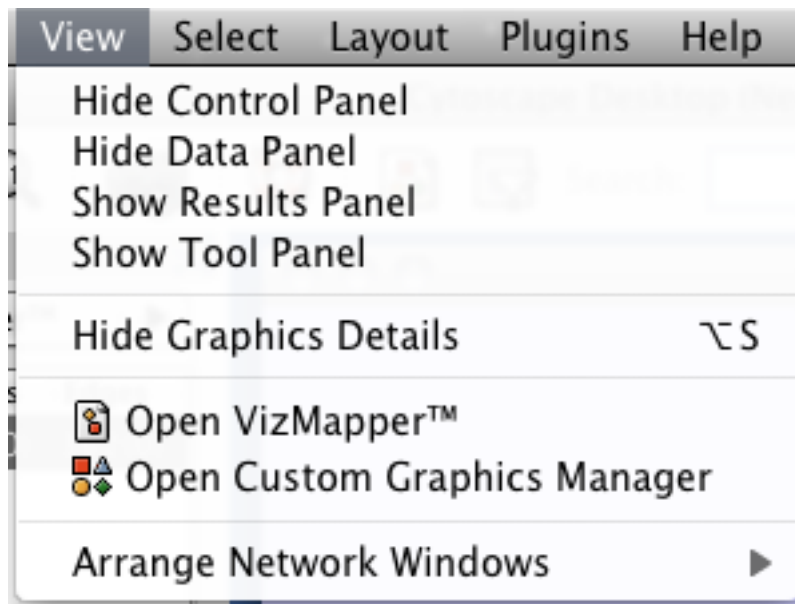 View Select Layout Plugins Help
Hide Control Panel
Hide Data Panel
Show Results Panel
Show Tool Panel
Hide Graphics Details ⌥S
Open VizMapper™
Open Custom Graphics Manager
Arrange Network Windows